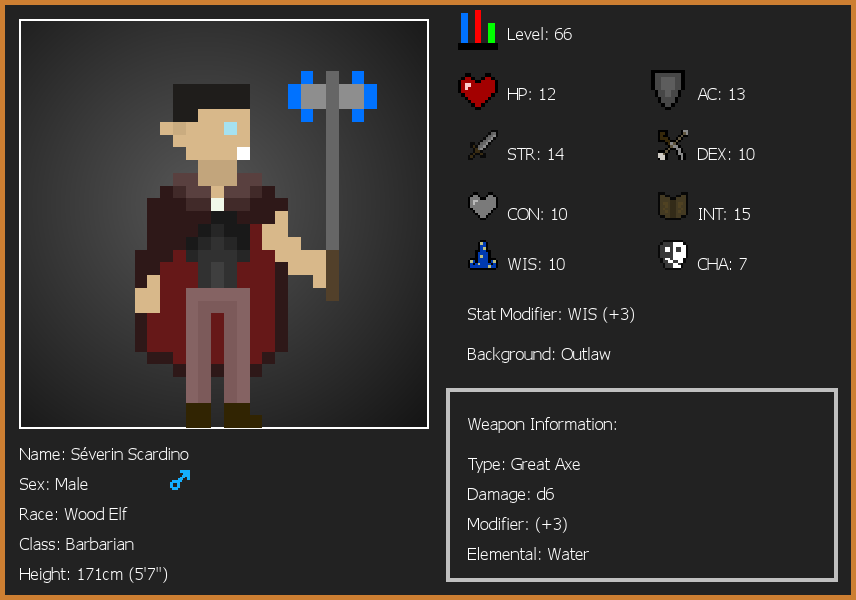 Level: 66
HP: 12
AC: 13
STR: 14
DEX: 10
CON: 10
INT: 15
WIS: 10
CHA: 7
Stat Modifier: WIS (+3)
Background: Outlaw
Weapon Information:
Type: Great Axe
Damage: d6
Modifier: (+3)
Elemental: Water
Name: Séverin Scardino
Sex: Male
Race: Wood Elf
Class: Barbarian
Height: 171cm (5'7")